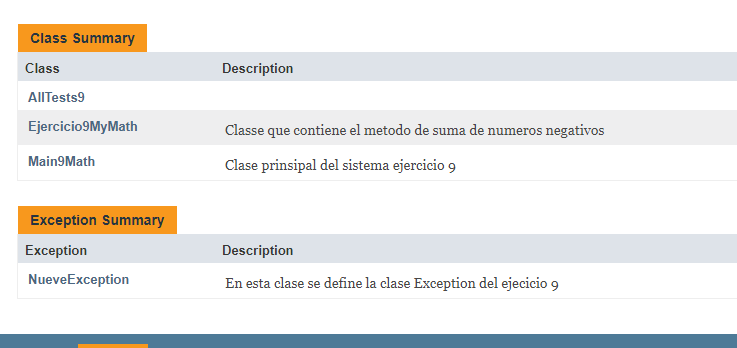 Class Summary
Class Description
AllTests9
Ejercicio9MyMath Classe que contiene el metodo de suma de numeros negativos
Main9Math Clase prinsipal del sistema ejercicio 9
Exception Summary
Exception Description
NueveException En esta clase se define la clase Exception del ejecicio 9